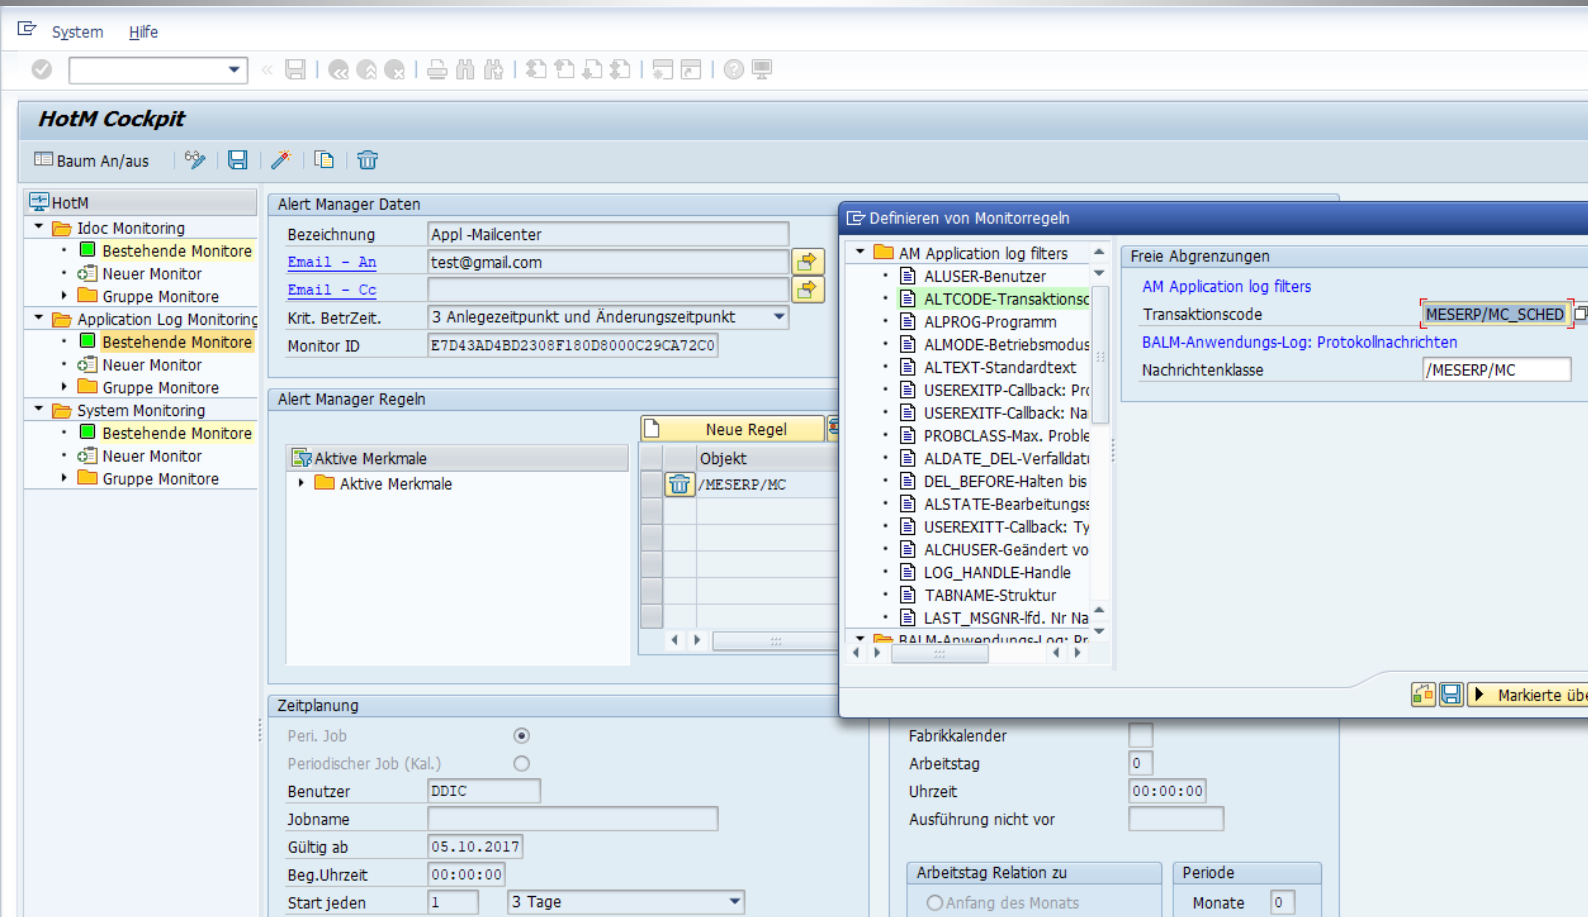 System Hilfe
HotM Cockpit
Baum An/aus
HotM
Idoc Monitoring
Bestehende Monitore
Neuer Monitor
Gruppe Monitore
Application Log Monitoring
Bestehende Monitore
Neuer Monitor
Gruppe Monitore
System Monitoring
Bestehende Monitore
Neuer Monitor
Gruppe Monitore
Alert Manager Daten
Bezeichnung Appl -Mailcenter
Email - An test@gmail.com
Email - Cc
Krit. BetrZeit. 3 Anlegezeitpunkt und Änderungszeitpunkt
Monitor ID E7D43AD4BD2308F180D8000C29CA72C0
Alert Manager Regeln
Neue Regel
Aktive Merkmale
Aktive Merkmale
Objekt
/MESERP/MC
Zeitplanung
Peri. Job
Periodischer Job (Kal.)
Benutzer DDIC
Jobname
Gültig ab 05.10.2017
Beg.Uhrzeit 00:00:00
Start jeden 1 3 Tage
Fabrikkalender
Arbeitstag 0
Uhrzeit 00:00:00
Ausführung nicht vor
Arbeitstag Relation zu
Anfang des Monats
Periode
Monate 0
Definieren von Monitorregeln
AM Application log filters
ALUSER-Benutzer
ALTCODE-Transaktionsc
ALPROG-Programm
ALMODE-Betriebsmodus
ALTEXT-Standardtext
USEREXITP-Callback: Pro
USEREXITF-Callback: Na
PROBCLASS-Max. Proble
ALDATE_DEL-Verfalldatu
DEL_BEFORE-Halten bis
ALSTATE-Bearbeitungss
USEREXITT-Callback: Ty
ALCHUSER-Geändert vo
LOG_HANDLE-Handle
TABNAME-Struktur
LAST_MSGNR-lfd. Nr Na
BALM-Anwendungs-Log: Pr
Freie Abgrenzungen
AM Application log filters
Transaktionscode MESERP/MC_SCHED
BALM-Anwendungs-Log: Protokollnachrichten
Nachrichtenklasse /MESERP/MC
Markierte übe